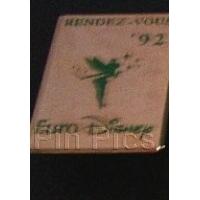 RENDEZ-VOUS
'92
Euro Disney
Pin Pics